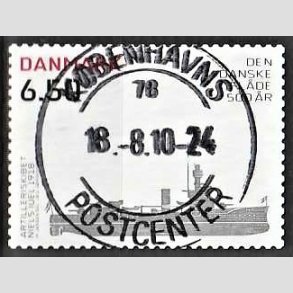 DANMARK
6.50
DEN
DANSKE
FLÅDE
500 ÅR
KØBENHAVNS
78
18.-8.10-24
POSTCENTER
ARTILLERISKIBET
NIELS JUEL 1918